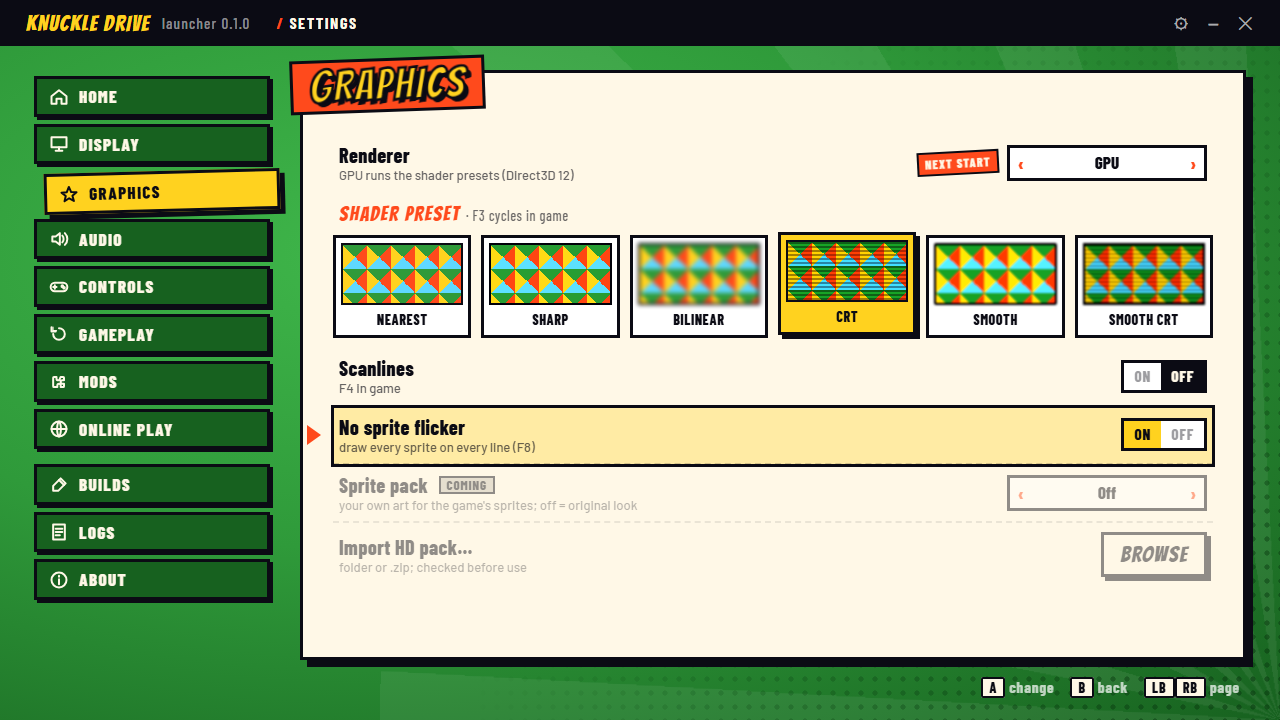 KNUCKLE DRIVE launcher 0.1.0 / SETTINGS
GRAPHICS
HOME
DISPLAY
GRAPHICS
AUDIO
CONTROLS
GAMEPLAY
MODS
ONLINE PLAY
BUILDS
LOGS
ABOUT
Renderer
GPU runs the shader presets (Direct3D 12)
NEXT START
‹ GPU ›
SHADER PRESET · F3 cycles in game
NEAREST
SHARP
BILINEAR
CRT
SMOOTH
SMOOTH CRT
Scanlines
F4 in game
ON OFF
No sprite flicker
draw every sprite on every line (F8)
ON OFF
Sprite pack COMING
your own art for the game's sprites; off = original look
‹ Off ›
Import HD pack...
folder or .zip; checked before use
BROWSE
A change B back LB RB page